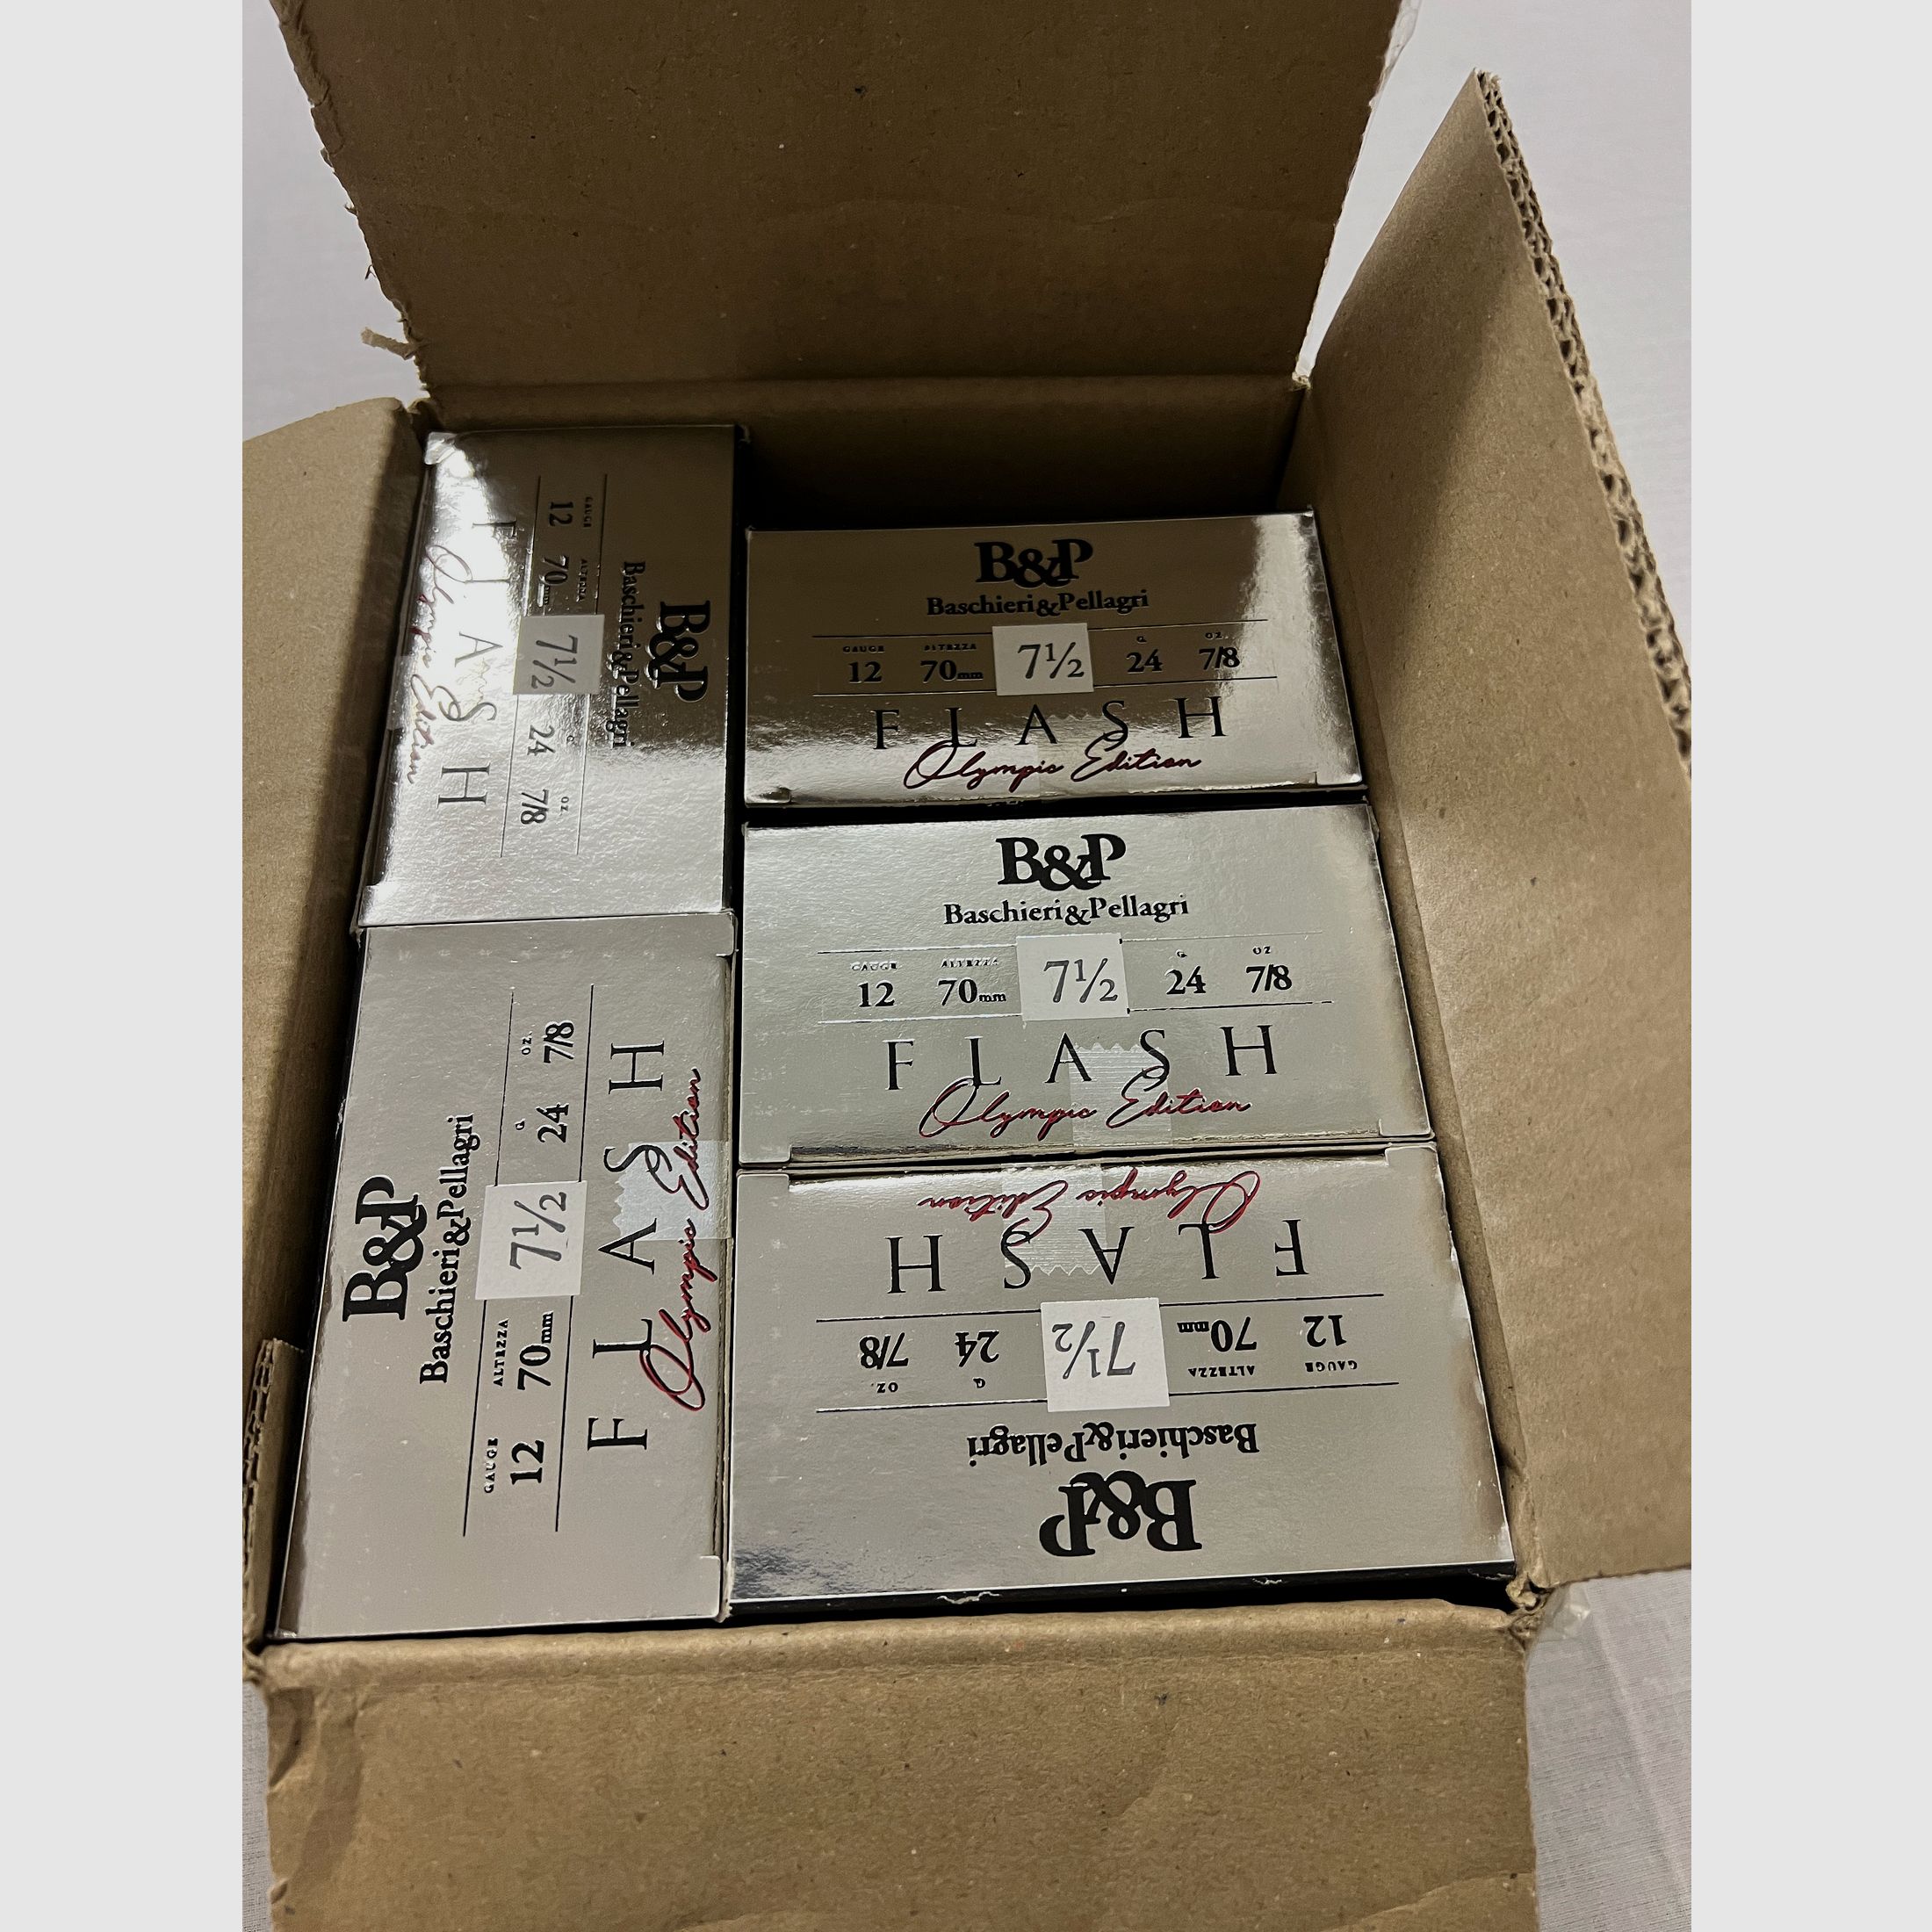 B&P
Baschieri&Pellagri
GAUGE ALTEZZA G OZ.
12 70mm 7½ 24 7/8
FLASH
Olympic Edition
B&P
Baschieri&Pellagri
GAUGE ALTEZZA G. OZ.
12 70mm 7½ 24 7/8
FLASH
Olympic Edition
B&P
Baschieri&Pellagri
GAUGE ALTEZZA G. OZ
12 70mm 7½ 24 7/8
FLASH
Olympic Edition
B&P
Baschieri&Pellagri
GAUGE ALTEZZA G. OZ.
12 70mm 7½ 24 7/8
FLASH
Olympic Edition
B&P
Baschieri&Pellagri
GAUGE ALTEZZA G. OZ.
12 70mm 7½ 24 7/8
FLASH
Olympic Edition